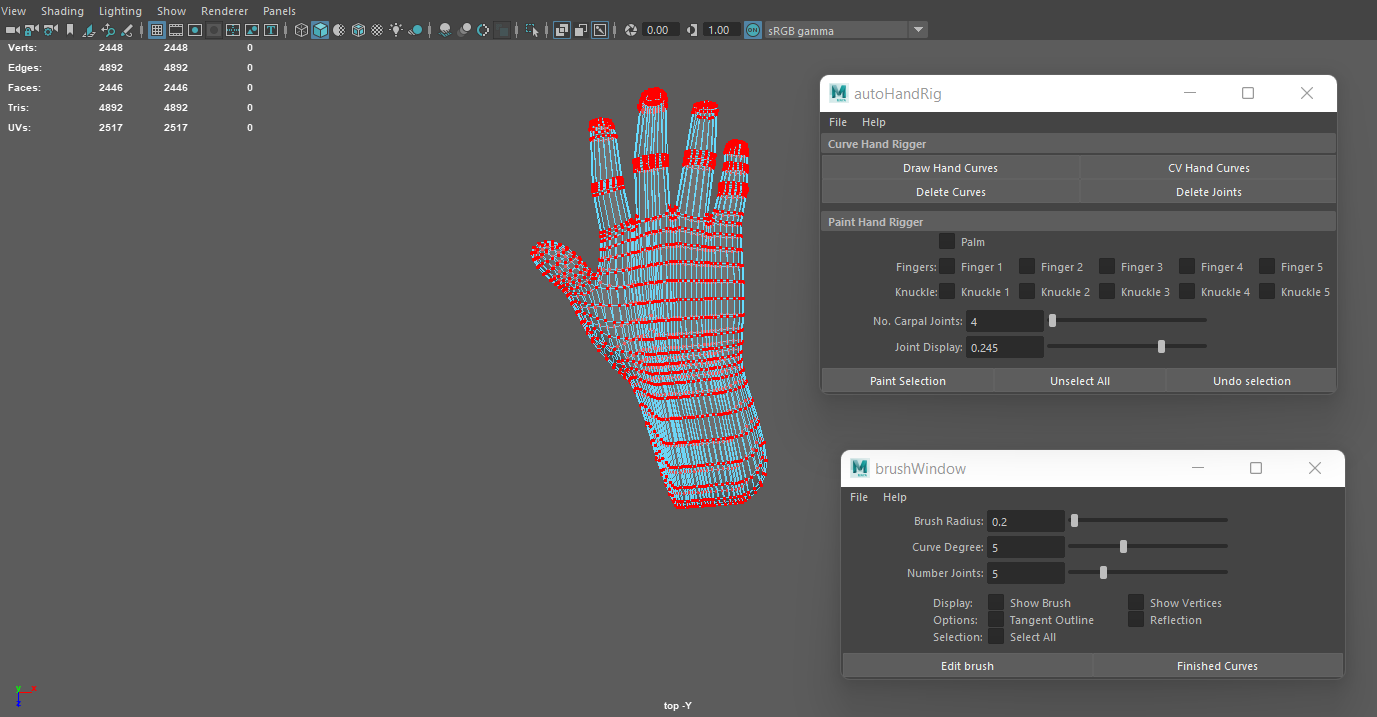 View Shading Lighting Show Renderer Panels
0.00 1.00 ON sRGB gamma
Verts: 2448 2448 0
Edges: 4892 4892 0
Faces: 2446 2446 0
Tris: 4892 4892 0
UVs: 2517 2517 0
autoHandRig
File Help
Curve Hand Rigger
Draw Hand Curves CV Hand Curves
Delete Curves Delete Joints
Paint Hand Rigger
Palm
Fingers: Finger 1 Finger 2 Finger 3 Finger 4 Finger 5
Knuckle: Knuckle 1 Knuckle 2 Knuckle 3 Knuckle 4 Knuckle 5
No. Carpal Joints: 4
Joint Display: 0.245
Paint Selection Unselect All Undo selection
brushWindow
File Help
Brush Radius: 0.2
Curve Degree: 5
Number Joints: 5
Display: Show Brush Show Vertices
Options: Tangent Outline Reflection
Selection: Select All
Edit brush Finished Curves
top -Y